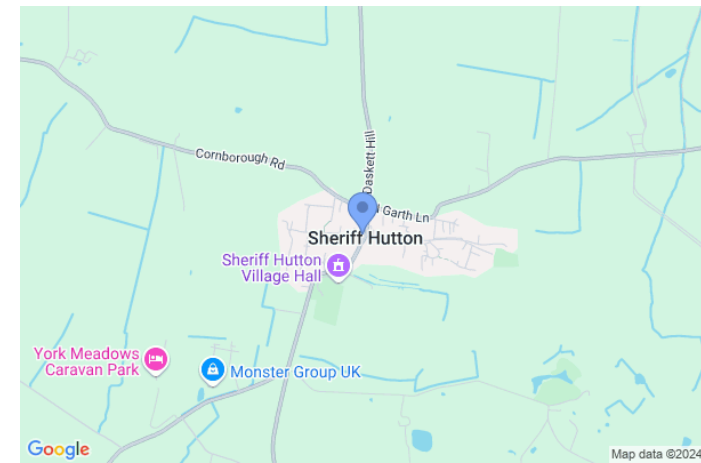 Daskett Hill
Cornborough Rd
Garth Ln
Sheriff Hutton
Sheriff Hutton
Village Hall
York Meadows
Caravan Park
Monster Group UK
Google
Map data ©2024